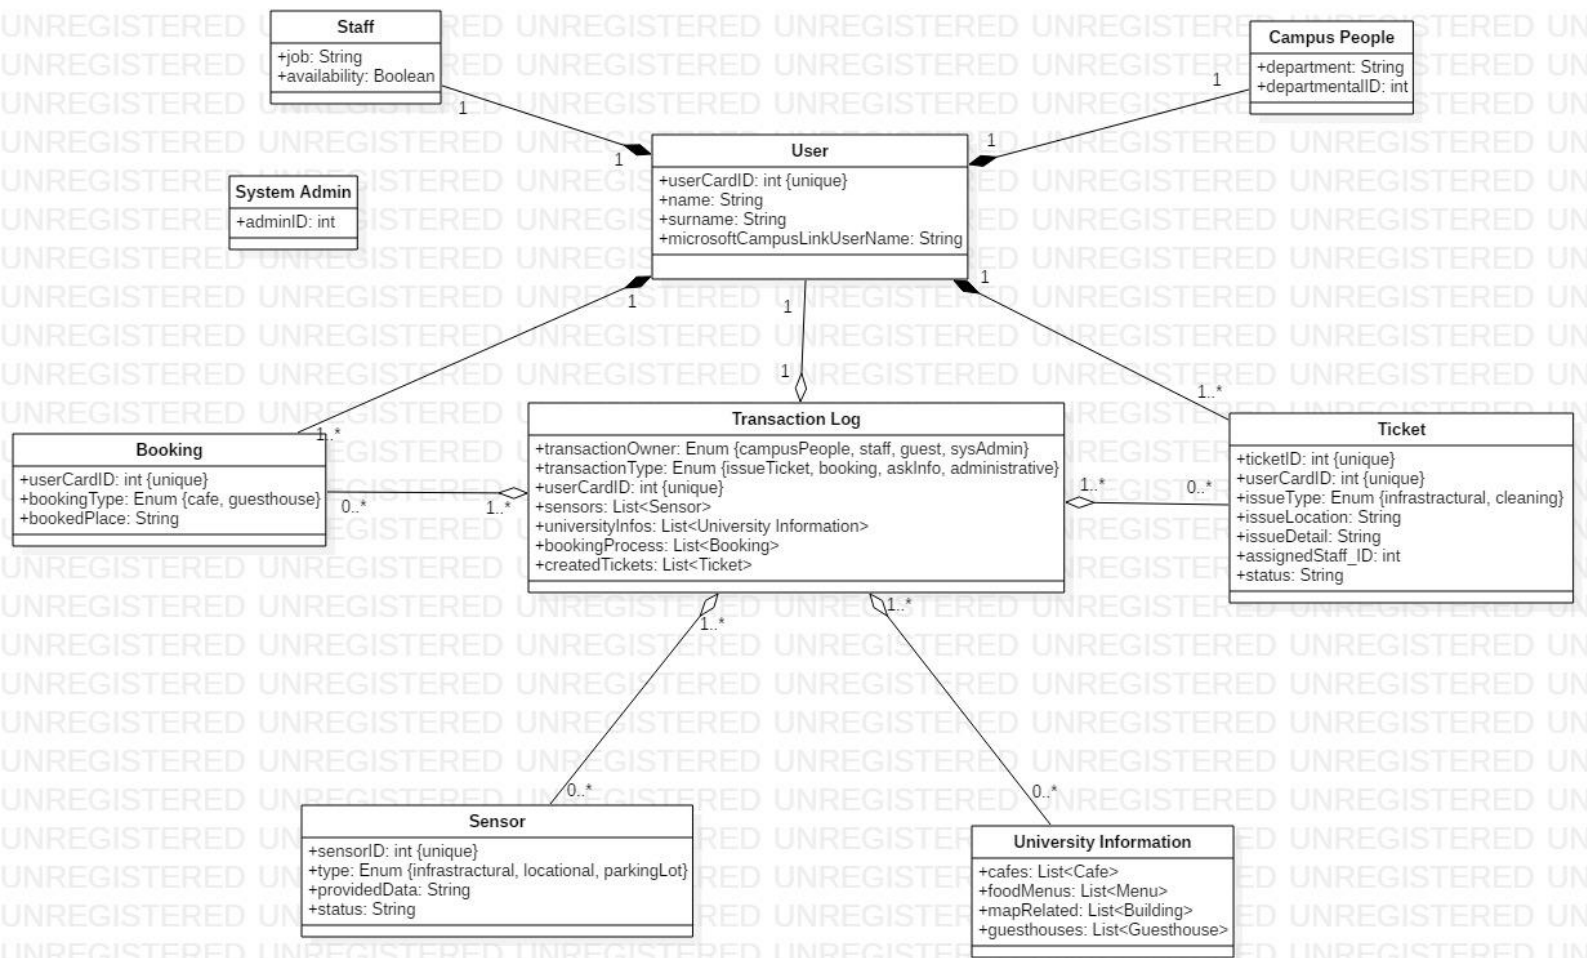 Staff
+job: String
+availability: Boolean
Campus People
+department: String
+departmentalID: int
1
1
1
1
User
+userCardID: int {unique}
+name: String
+surname: String
+microsoftCampusLinkUserName: String
System Admin
+adminID: int
1
1
1
1
1..*
1..*
Booking
+userCardID: int {unique}
+bookingType: Enum {cafe, guesthouse}
+bookedPlace: String
0..*
1..*
Transaction Log
+transactionOwner: Enum {campusPeople, staff, guest, sysAdmin}
+transactionType: Enum {issueTicket, booking, askInfo, administrative}
+userCardID: int {unique}
+sensors: List<Sensor>
+universityInfos: List<University Information>
+bookingProcess: List<Booking>
+createdTickets: List<Ticket>
1..*
0..*
Ticket
+ticketID: int {unique}
+userCardID: int {unique}
+issueType: Enum {infrastractural, cleaning}
+issueLocation: String
+issueDetail: String
+assignedStaff_ID: int
+status: String
1..*
1..*
0..*
0..*
Sensor
+sensorID: int {unique}
+type: Enum {infrastractural, locational, parkingLot}
+providedData: String
+status: String
University Information
+cafes: List<Cafe>
+foodMenus: List<Menu>
+mapRelated: List<Building>
+guesthouses: List<Guesthouse>
UNREGISTERED